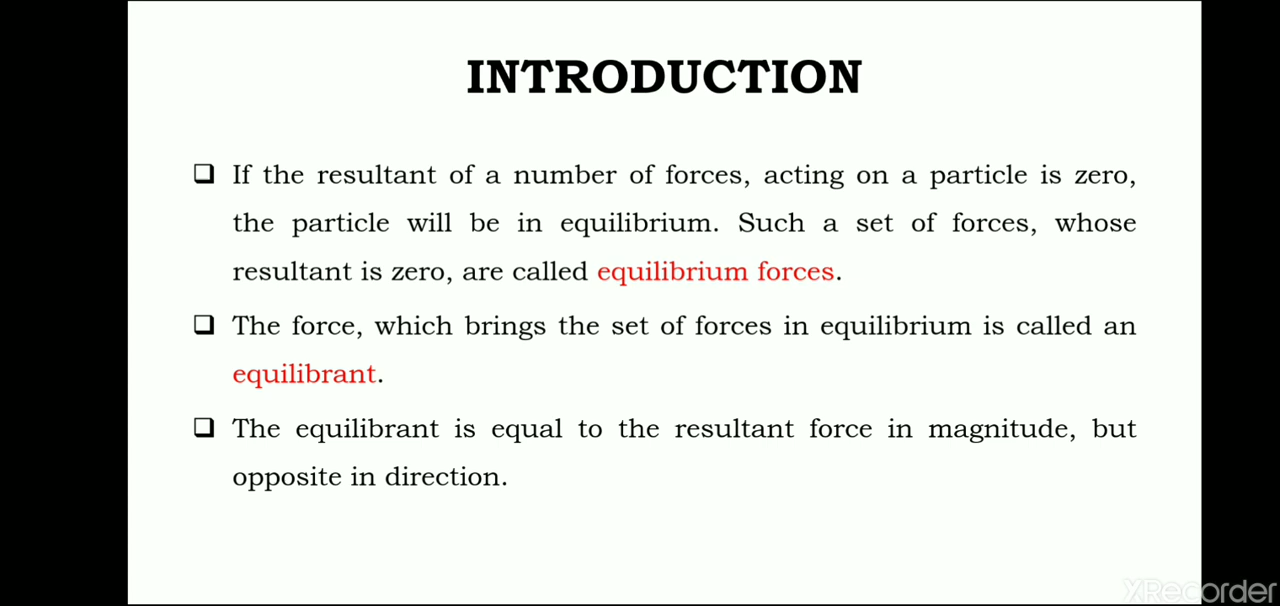 INTRODUCTION
❑ If the resultant of a number of forces, acting on a particle is zero,
the particle will be in equilibrium. Such a set of forces, whose
resultant is zero, are called equilibrium forces.
❑ The force, which brings the set of forces in equilibrium is called an
equilibrant.
❑ The equilibrant is equal to the resultant force in magnitude, but
opposite in direction.
XRecorder